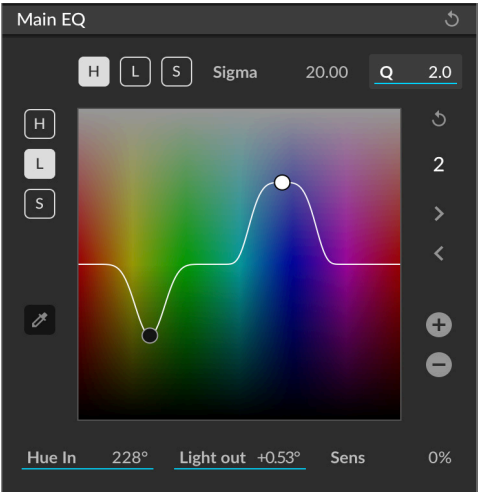 Main EQ
H L S Sigma 20.00 Q 2.0
H
L
2
S
Hue In 228° Light out +0.53° Sens 0%